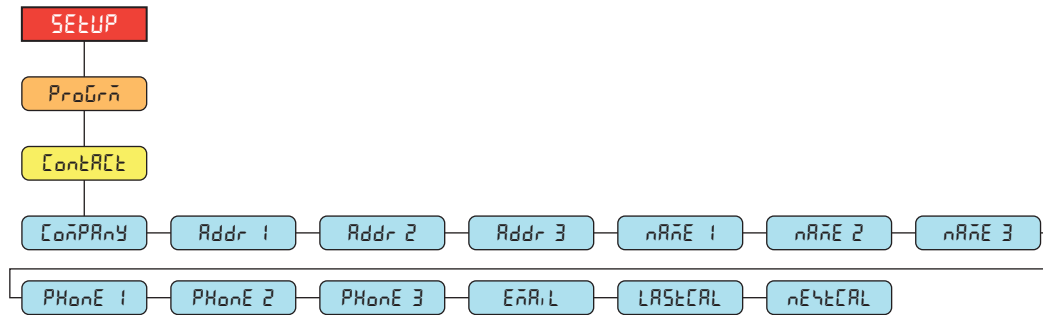 SEtUP
ProGrm
ContACt
ComPAnY
Addr 1
Addr 2
Addr 3
nAmE 1
nAmE 2
nAmE 3
PHonE 1
PHonE 2
PHonE 3
EmAiL
LAStCAL
nEXtCAL